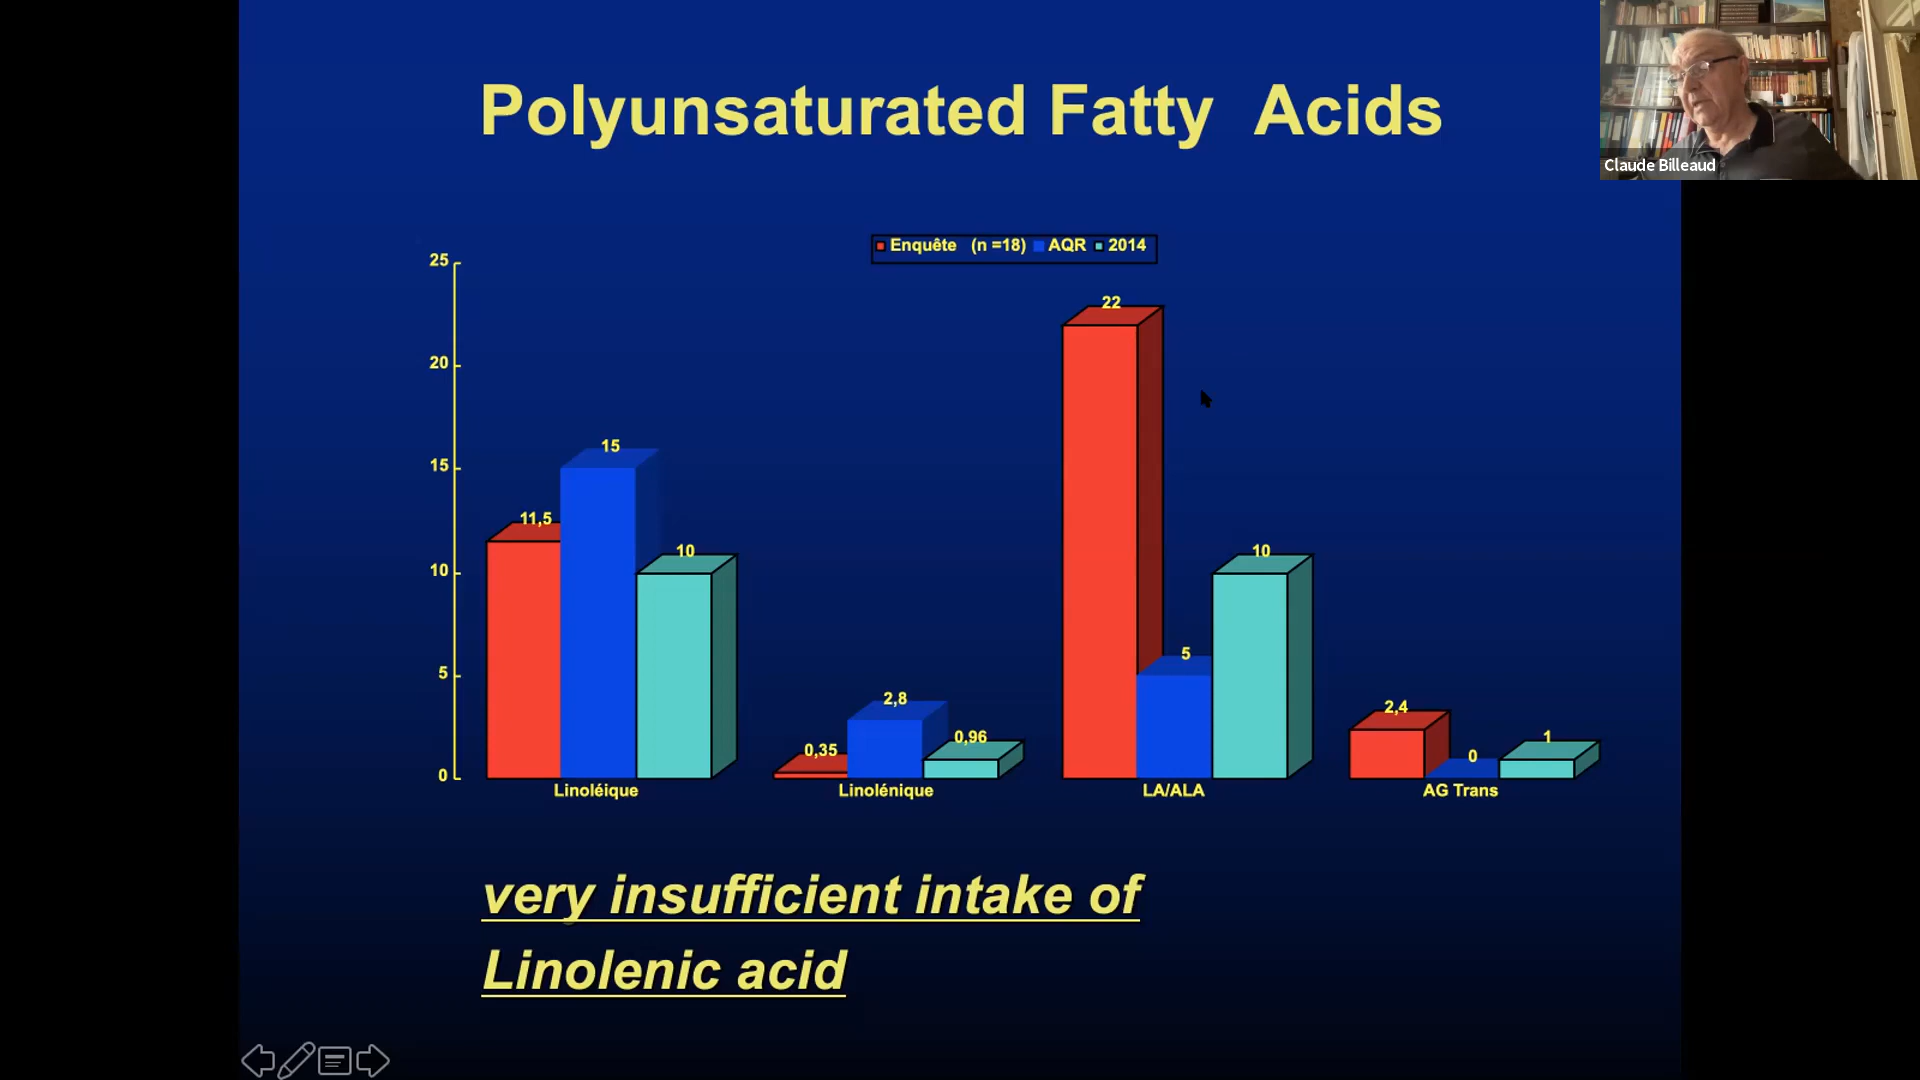 Polyunsaturated Fatty Acids
Claude Billeaud
Enquête (n =18) AQR 2014
25
20
15
10
5
0
11,5
15
10
0,35
2,8
0,96
22
5
10
2,4
0
1
Linoléique
Linolénique
LA/ALA
AG Trans
very insufficient intake of
Linolenic acid